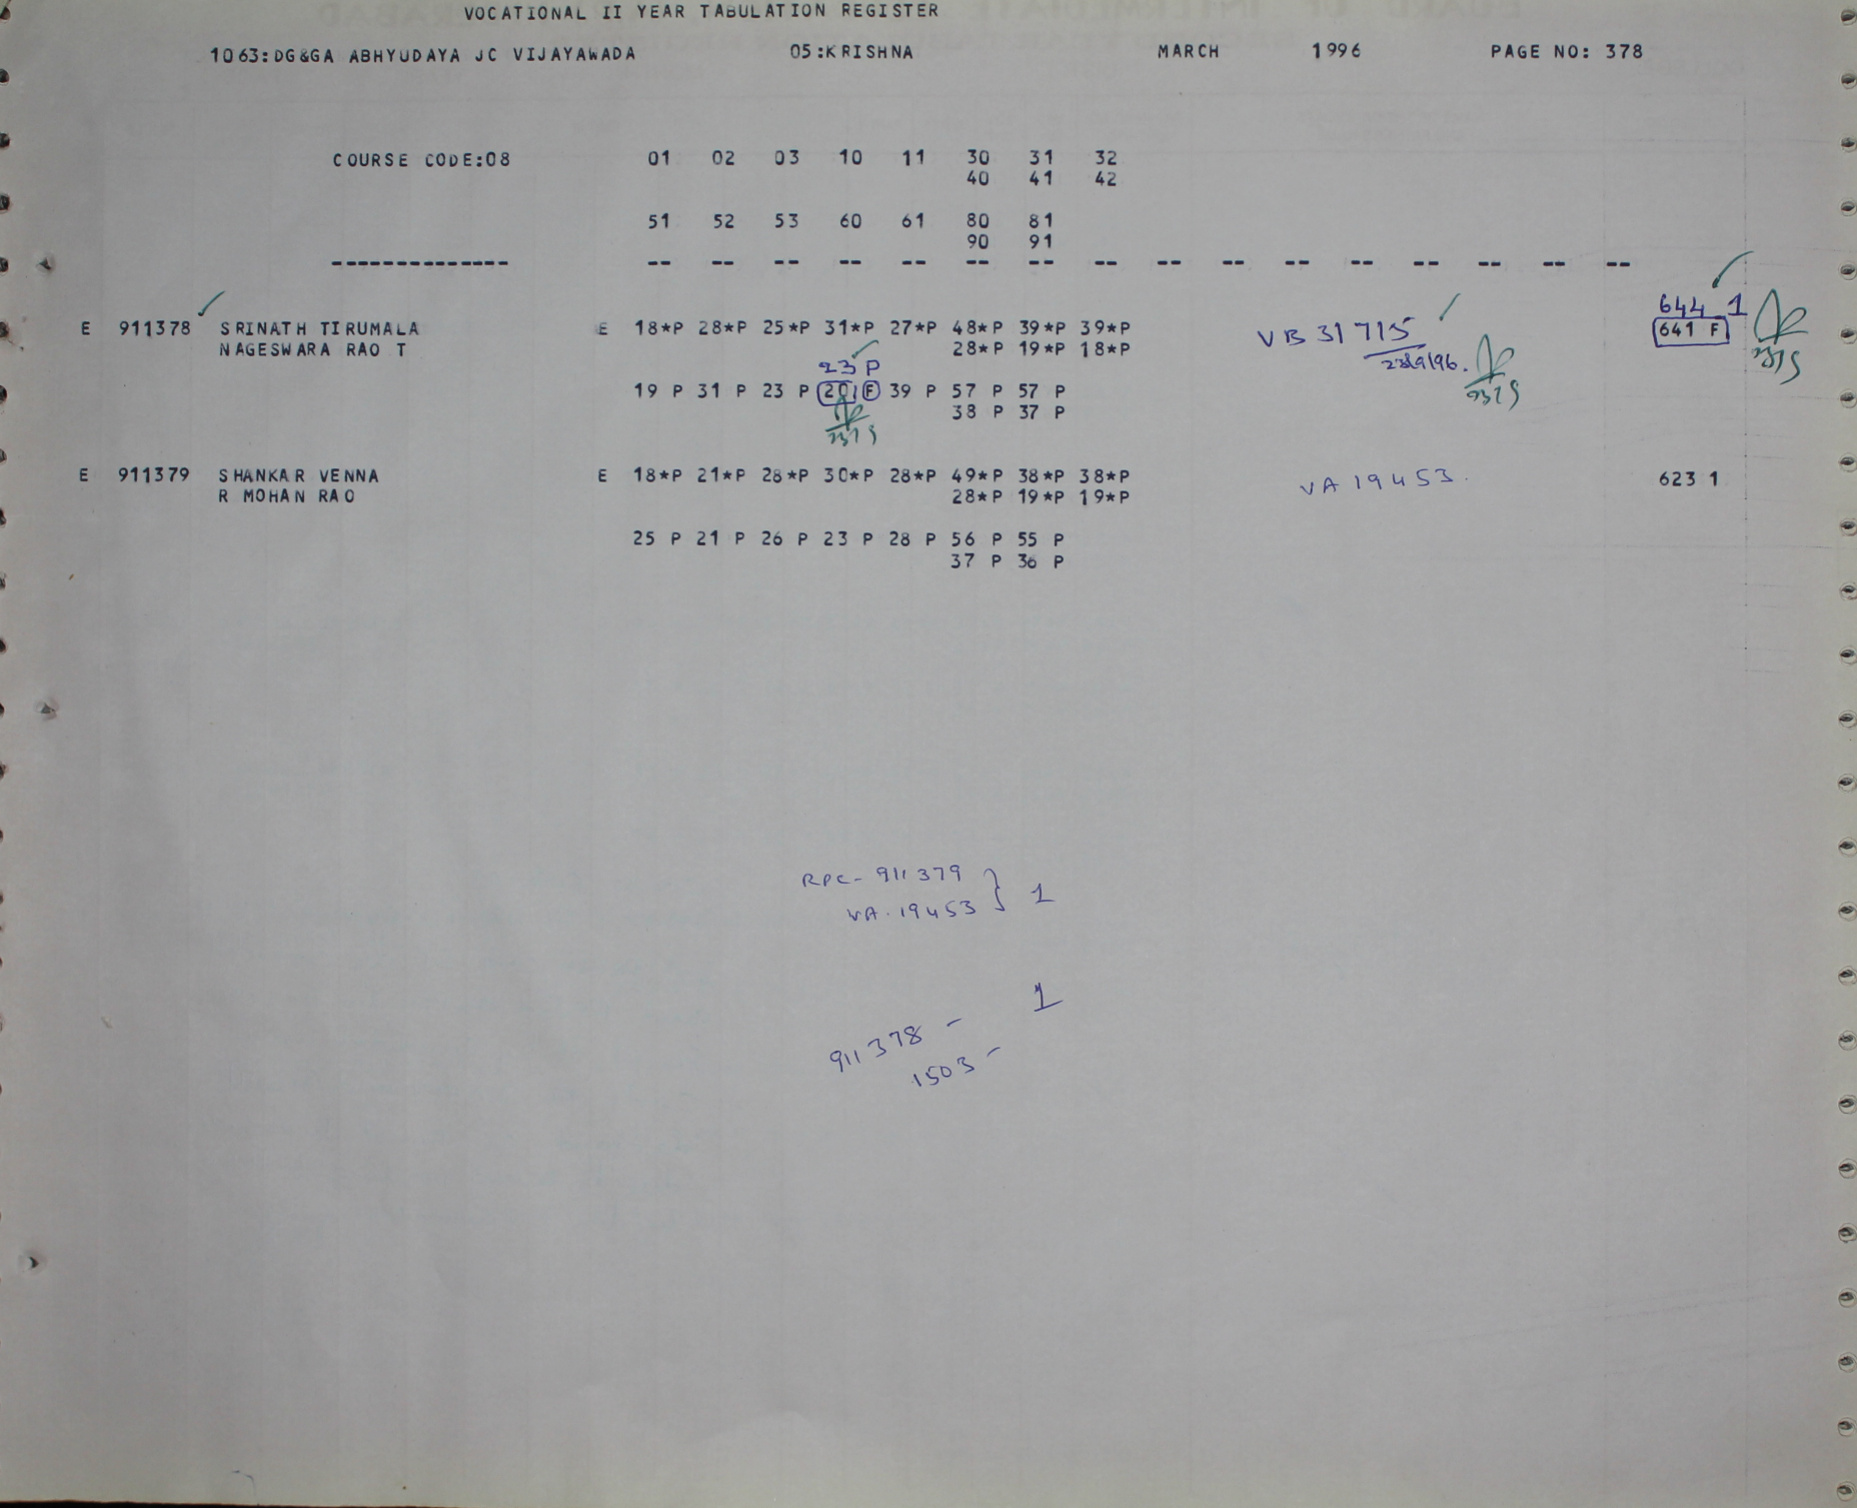 VOCATIONAL II YEAR TABULATION REGISTER
1063:DG&GA ABHYUDAYA JC VIJAYAWADA 05:KRISHNA MARCH 1996 PAGE NO: 378
COURSE CODE:08 01 02 03 10 11 30 31 32
40 41 42
51 52 53 60 61 80 81
90 91
-------------- -- -- -- -- -- -- -- -- -- -- -- -- -- -- -- --
644 1
E 911378 SRINATH TIRUMALA E 18*P 28*P 25*P 31*P 27*P 48*P 39*P 39*P VB 31715 641 F
NAGESWARA RAO T 28*P 19*P 18*P
23 P 23/9/96.
19 P 31 P 23 P 20 F 39 P 57 P 57 P
38 P 37 P
E 911379 SHANKAR VENNA E 18*P 21*P 28*P 30*P 28*P 49*P 38*P 38*P VA 19453. 623 1
R MOHAN RAO 28*P 19*P 19*P
25 P 21 P 26 P 23 P 28 P 56 P 55 P
37 P 36 P
RPC- 911379 } 1
VA. 19453
911378 - 1
1503 -